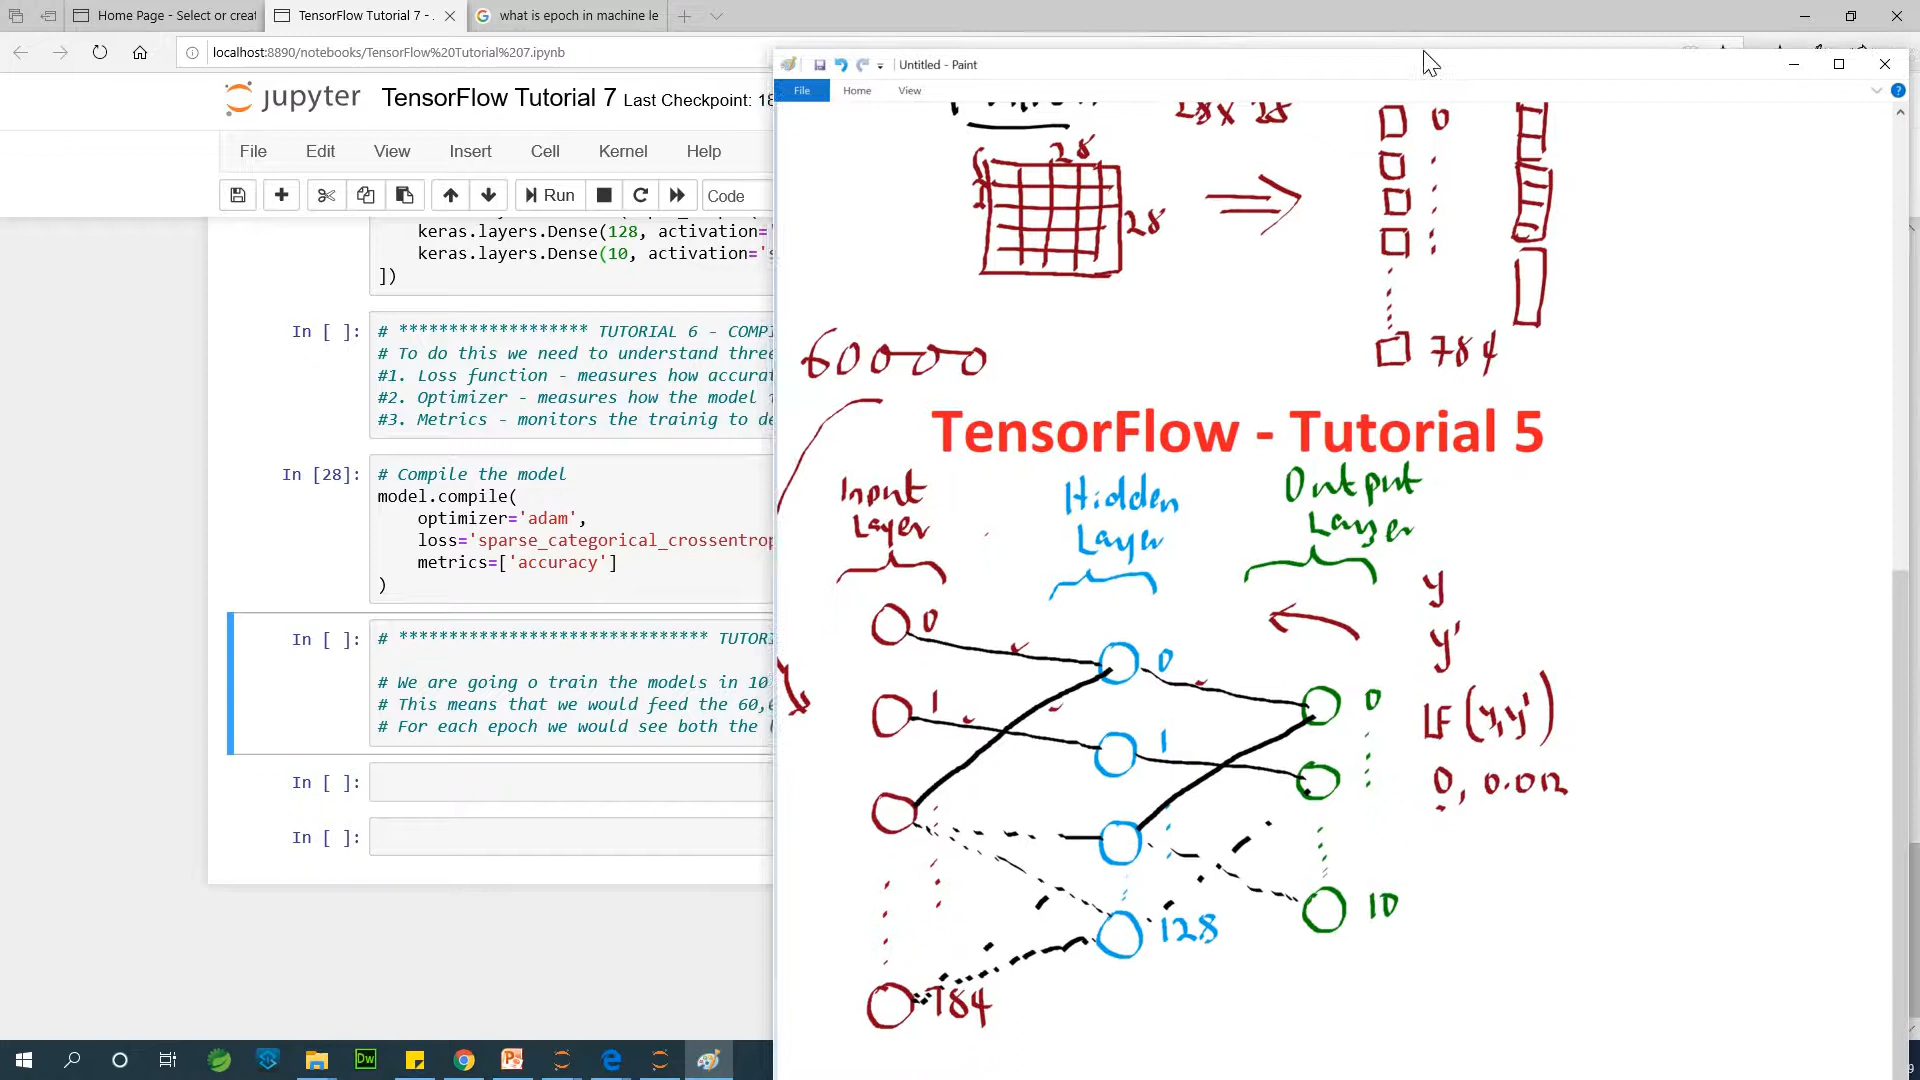 Home Page - Select or creat
TensorFlow Tutorial 7 -
what is epoch in machine le
localhost:8890/notebooks/TensorFlow%20Tutorial%207.ipynb
jupyter TensorFlow Tutorial 7 Last Checkpoint: 18
File Edit View Insert Cell Kernel Help
Run Code
keras.layers.Dense(128, activation='
keras.layers.Dense(10, activation='s
])
In [ ]:
# ******************* TUTORIAL 6 - COMPI
# To do this we need to understand three
#1. Loss function - measures how accurat
#2. Optimizer - measures how the model
#3. Metrics - monitors the trainig to de
In [28]:
# Compile the model
model.compile(
optimizer='adam',
loss='sparse_categorical_crossentrop
metrics=['accuracy']
)
In [ ]:
# ******************************* TUTOR
# We are going o train the models in 10
# This means that we would feed the 60,
# For each epoch we would see both the (
In [ ]:
In [ ]:
Untitled - Paint
File Home View
28 x 28
28
28
0
784
60000
TensorFlow - Tutorial 5
Input Layer
Hidden Layer
Output Layer
0
1
784
0
1
128
0
10
y
y'
LF (y,y')
0, 0.012
Dw